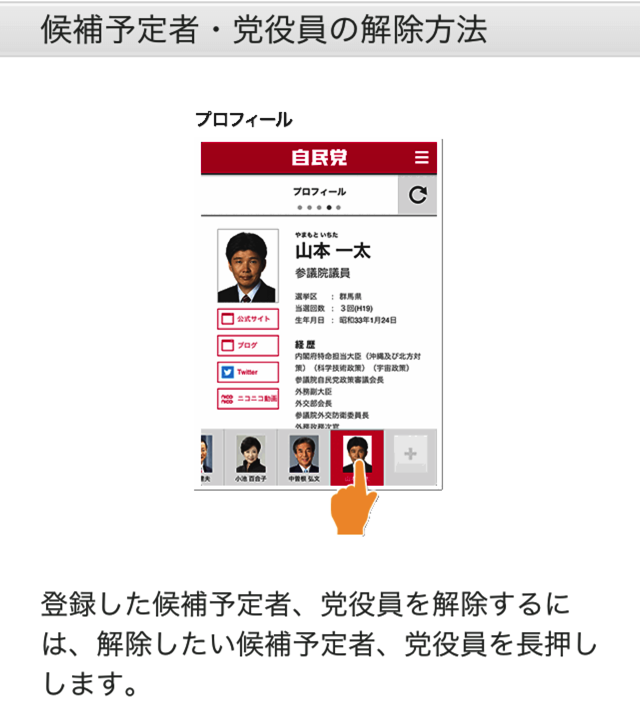 候補予定者・党役員の解除方法
プロフィール
自民党
プロフィール
やまもと いちた
山本 一太
参議院議員
選挙区 : 群馬県
当選回数 : 3回(H19)
生年月日 : 昭和33年1月24日
公式サイト
ブログ
Twitter
ニコニコ動画
経歴
内閣府特命担当大臣（沖縄及び北方対
策）（科学技術政策）（宇宙政策）
参議院自民党政策審議会長
外務副大臣
外交部会長
参議院外交防衛委員長
外務政務次官
小池 百合子
中曽根 弘文
登録した候補予定者、党役員を解除するに
は、解除したい候補予定者、党役員を長押し
します。